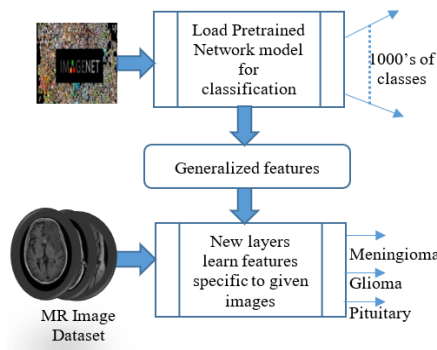 IMAGENET
Load Pretrained
Network model
for
classification
1000's of
classes
Generalized features
New layers
learn features
specific to given
images
Meningioma
Glioma
Pituitary
MR Image
Dataset